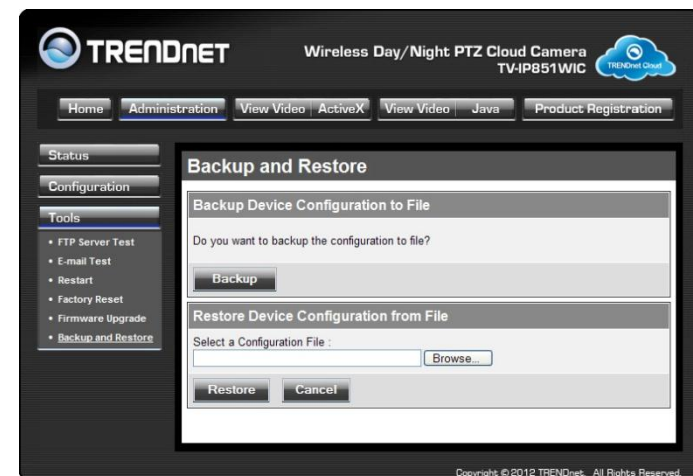 TRENDNET
Wireless Day/Night PTZ Cloud Camera
TV-IP851WIC
TRENDnet Cloud
Home Administration View Video ActiveX View Video Java Product Registration
Status
Configuration
Tools
• FTP Server Test
• E-mail Test
• Restart
• Factory Reset
• Firmware Upgrade
• Backup and Restore
Backup and Restore
Backup Device Configuration to File
Do you want to backup the configuration to file?
Backup
Restore Device Configuration from File
Select a Configuration File :
Browse...
Restore Cancel
Copyright © 2012 TRENDnet. All Rights Reserved.